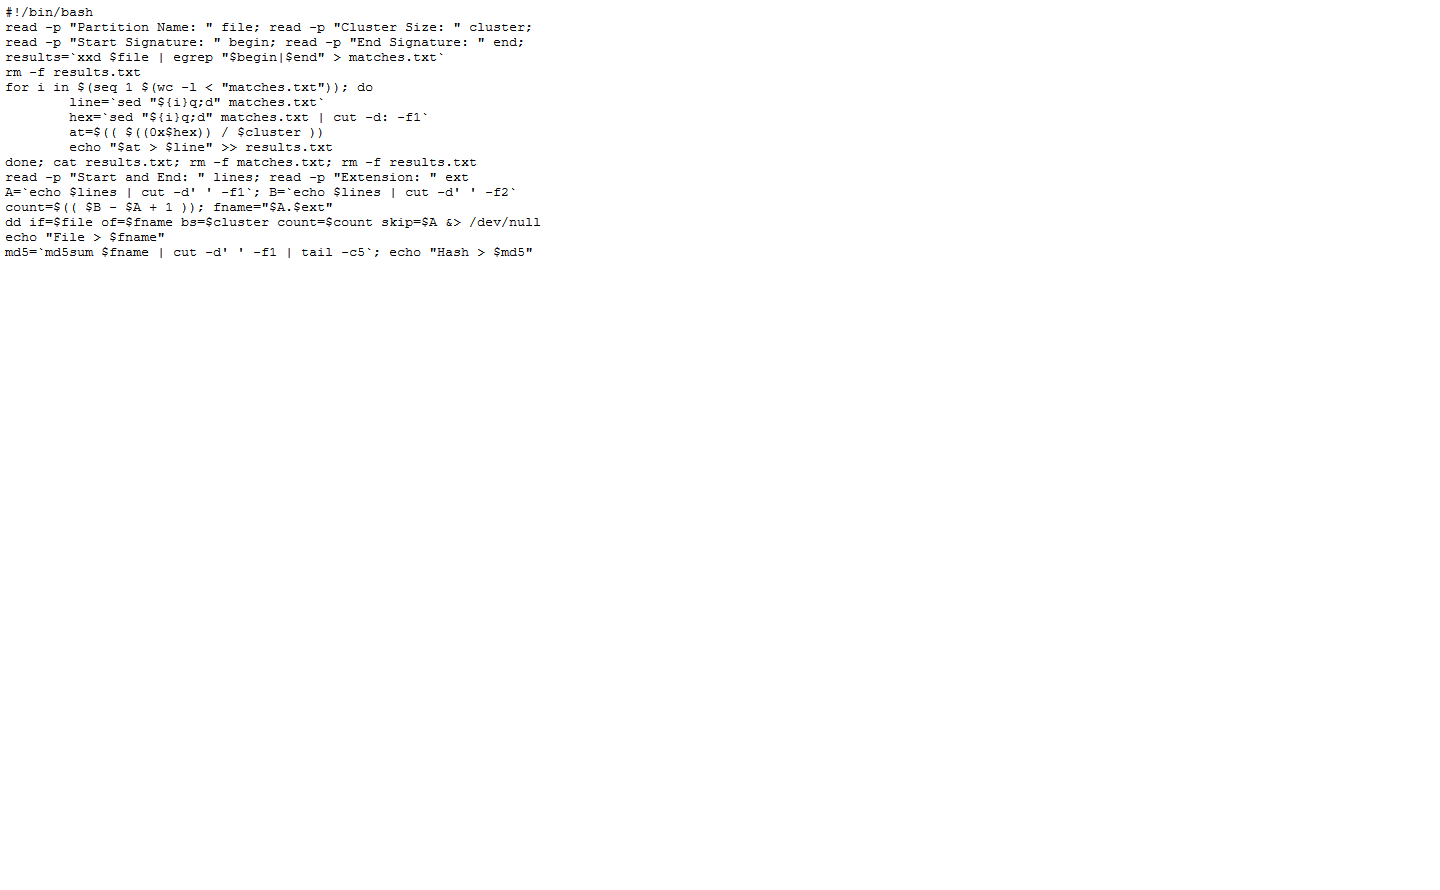 #!/bin/bash
read -p "Partition Name: " file; read -p "Cluster Size: " cluster;
read -p "Start Signature: " begin; read -p "End Signature: " end;
results=`xxd $file | egrep "$begin|$end" > matches.txt`
rm -f results.txt
for i in $(seq 1 $(wc -l < "matches.txt")); do
        line=`sed "${i}q;d" matches.txt`
        hex=`sed "${i}q;d" matches.txt | cut -d: -f1`
        at=$(( $((0x$hex)) / $cluster ))
        echo "$at > $line" >> results.txt
done; cat results.txt; rm -f matches.txt; rm -f results.txt
read -p "Start and End: " lines; read -p "Extension: " ext
A=`echo $lines | cut -d' ' -f1`; B=`echo $lines | cut -d' ' -f2`
count=$(( $B - $A + 1 )); fname="$A.$ext"
dd if=$file of=$fname bs=$cluster count=$count skip=$A &> /dev/null
echo "File > $fname"
md5=`md5sum $fname | cut -d' ' -f1 | tail -c5`; echo "Hash > $md5"